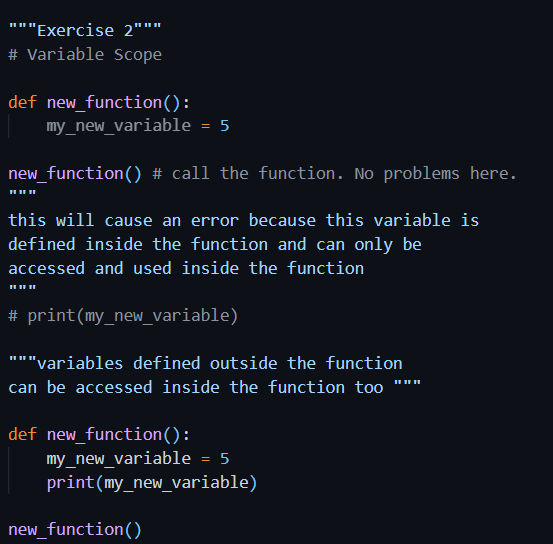 """Exercise 2"""
# Variable Scope

def new_function():
    my_new_variable = 5

new_function() # call the function. No problems here.
"""
this will cause an error because this variable is
defined inside the function and can only be
accessed and used inside the function
"""
# print(my_new_variable)

"""variables defined outside the function
can be accessed inside the function too """

def new_function():
    my_new_variable = 5
    print(my_new_variable)

new_function()